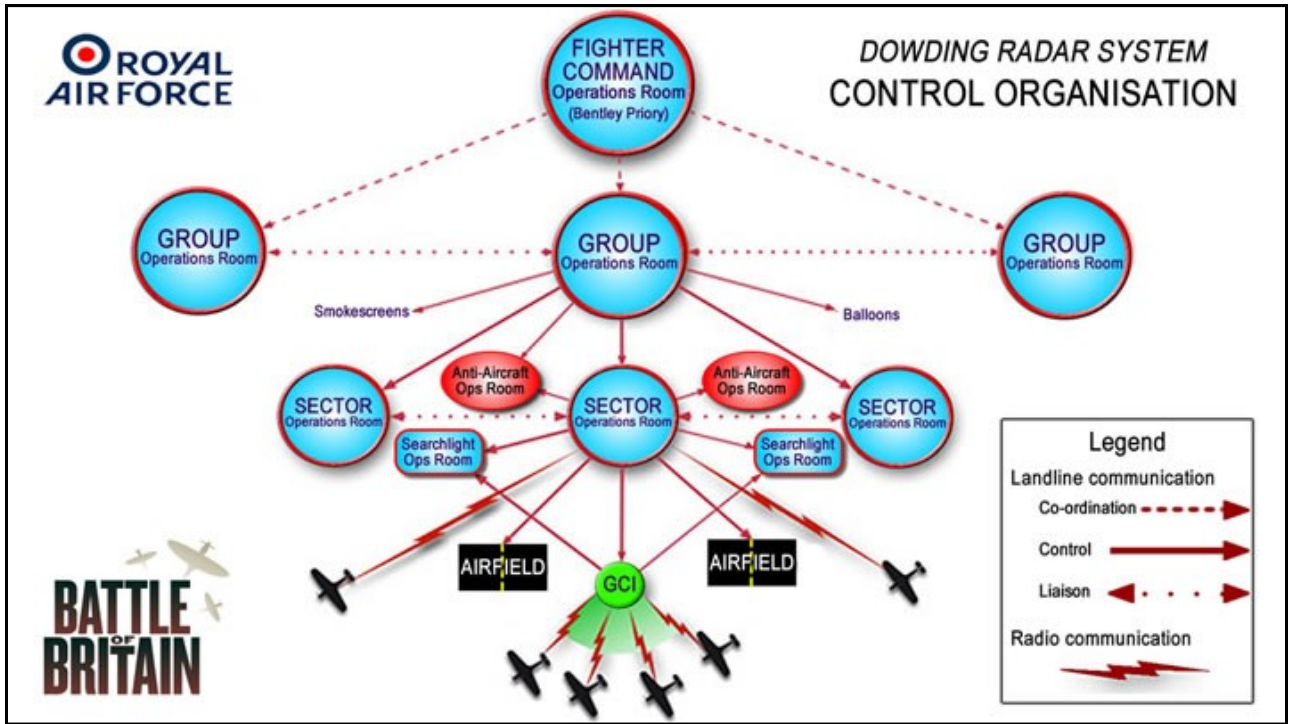 ROYAL
AIR FORCE
FIGHTER
COMMAND
Operations Room
(Bentley Priory)
DOWDING RADAR SYSTEM
CONTROL ORGANISATION
GROUP
Operations Room
GROUP
Operations Room
GROUP
Operations Room
Smokescreens
Balloons
Anti-Aircraft
Ops Room
Anti-Aircraft
Ops Room
SECTOR
Operations Room
SECTOR
Operations Room
SECTOR
Operations Room
Searchlight
Ops Room
Searchlight
Ops Room
AIRFIELD
GCI
AIRFIELD
Legend
Landline communication
Co-ordination
Control
Liaison
Radio communication
BATTLE
OF
BRITAIN